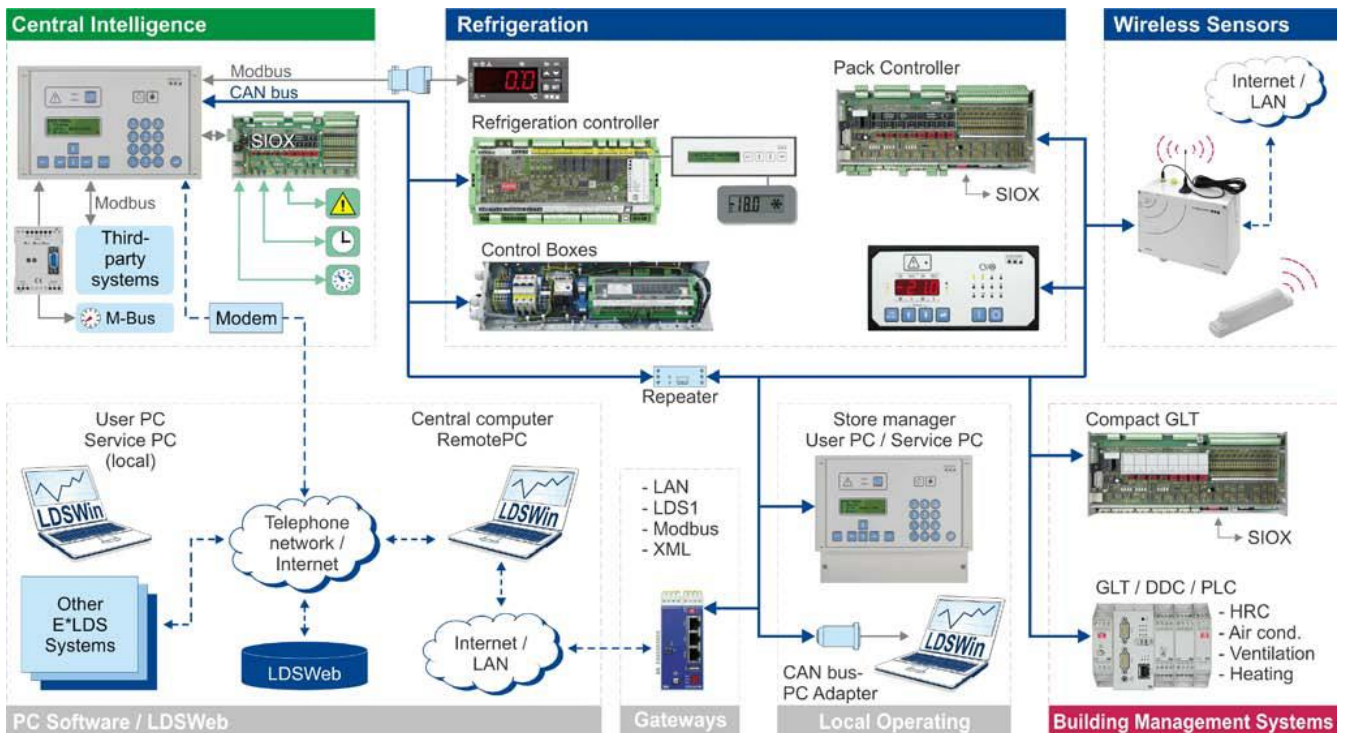 Central Intelligence
Refrigeration
Wireless Sensors
Modbus
CAN bus
SIOX
Modbus
Third-
party
systems
M-Bus
Modem
0.0
Refrigeration controller
-18.0
Control Boxes
Pack Controller
SIOX
-21.0
Internet /
LAN
Repeater
User PC
Service PC
(local)
LDSWin
Central computer
RemotePC
LDSWin
Telephone
network /
Internet
Other
E*LDS
Systems
LDSWeb
Internet /
LAN
PC Software / LDSWeb
- LAN
- LDS1
- Modbus
- XML
Gateways
Store manager
User PC / Service PC
CAN bus-
PC Adapter
LDSWin
Local Operating
Compact GLT
SIOX
GLT / DDC / PLC
- HRC
- Air cond.
- Ventilation
- Heating
Building Management Systems